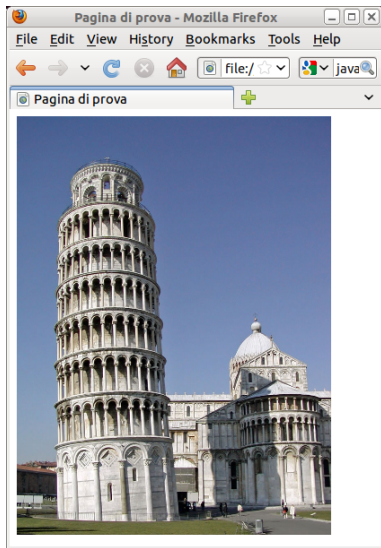 Pagina di prova - Mozilla Firefox
File Edit View History Bookmarks Tools Help
file:/ java
Pagina di prova